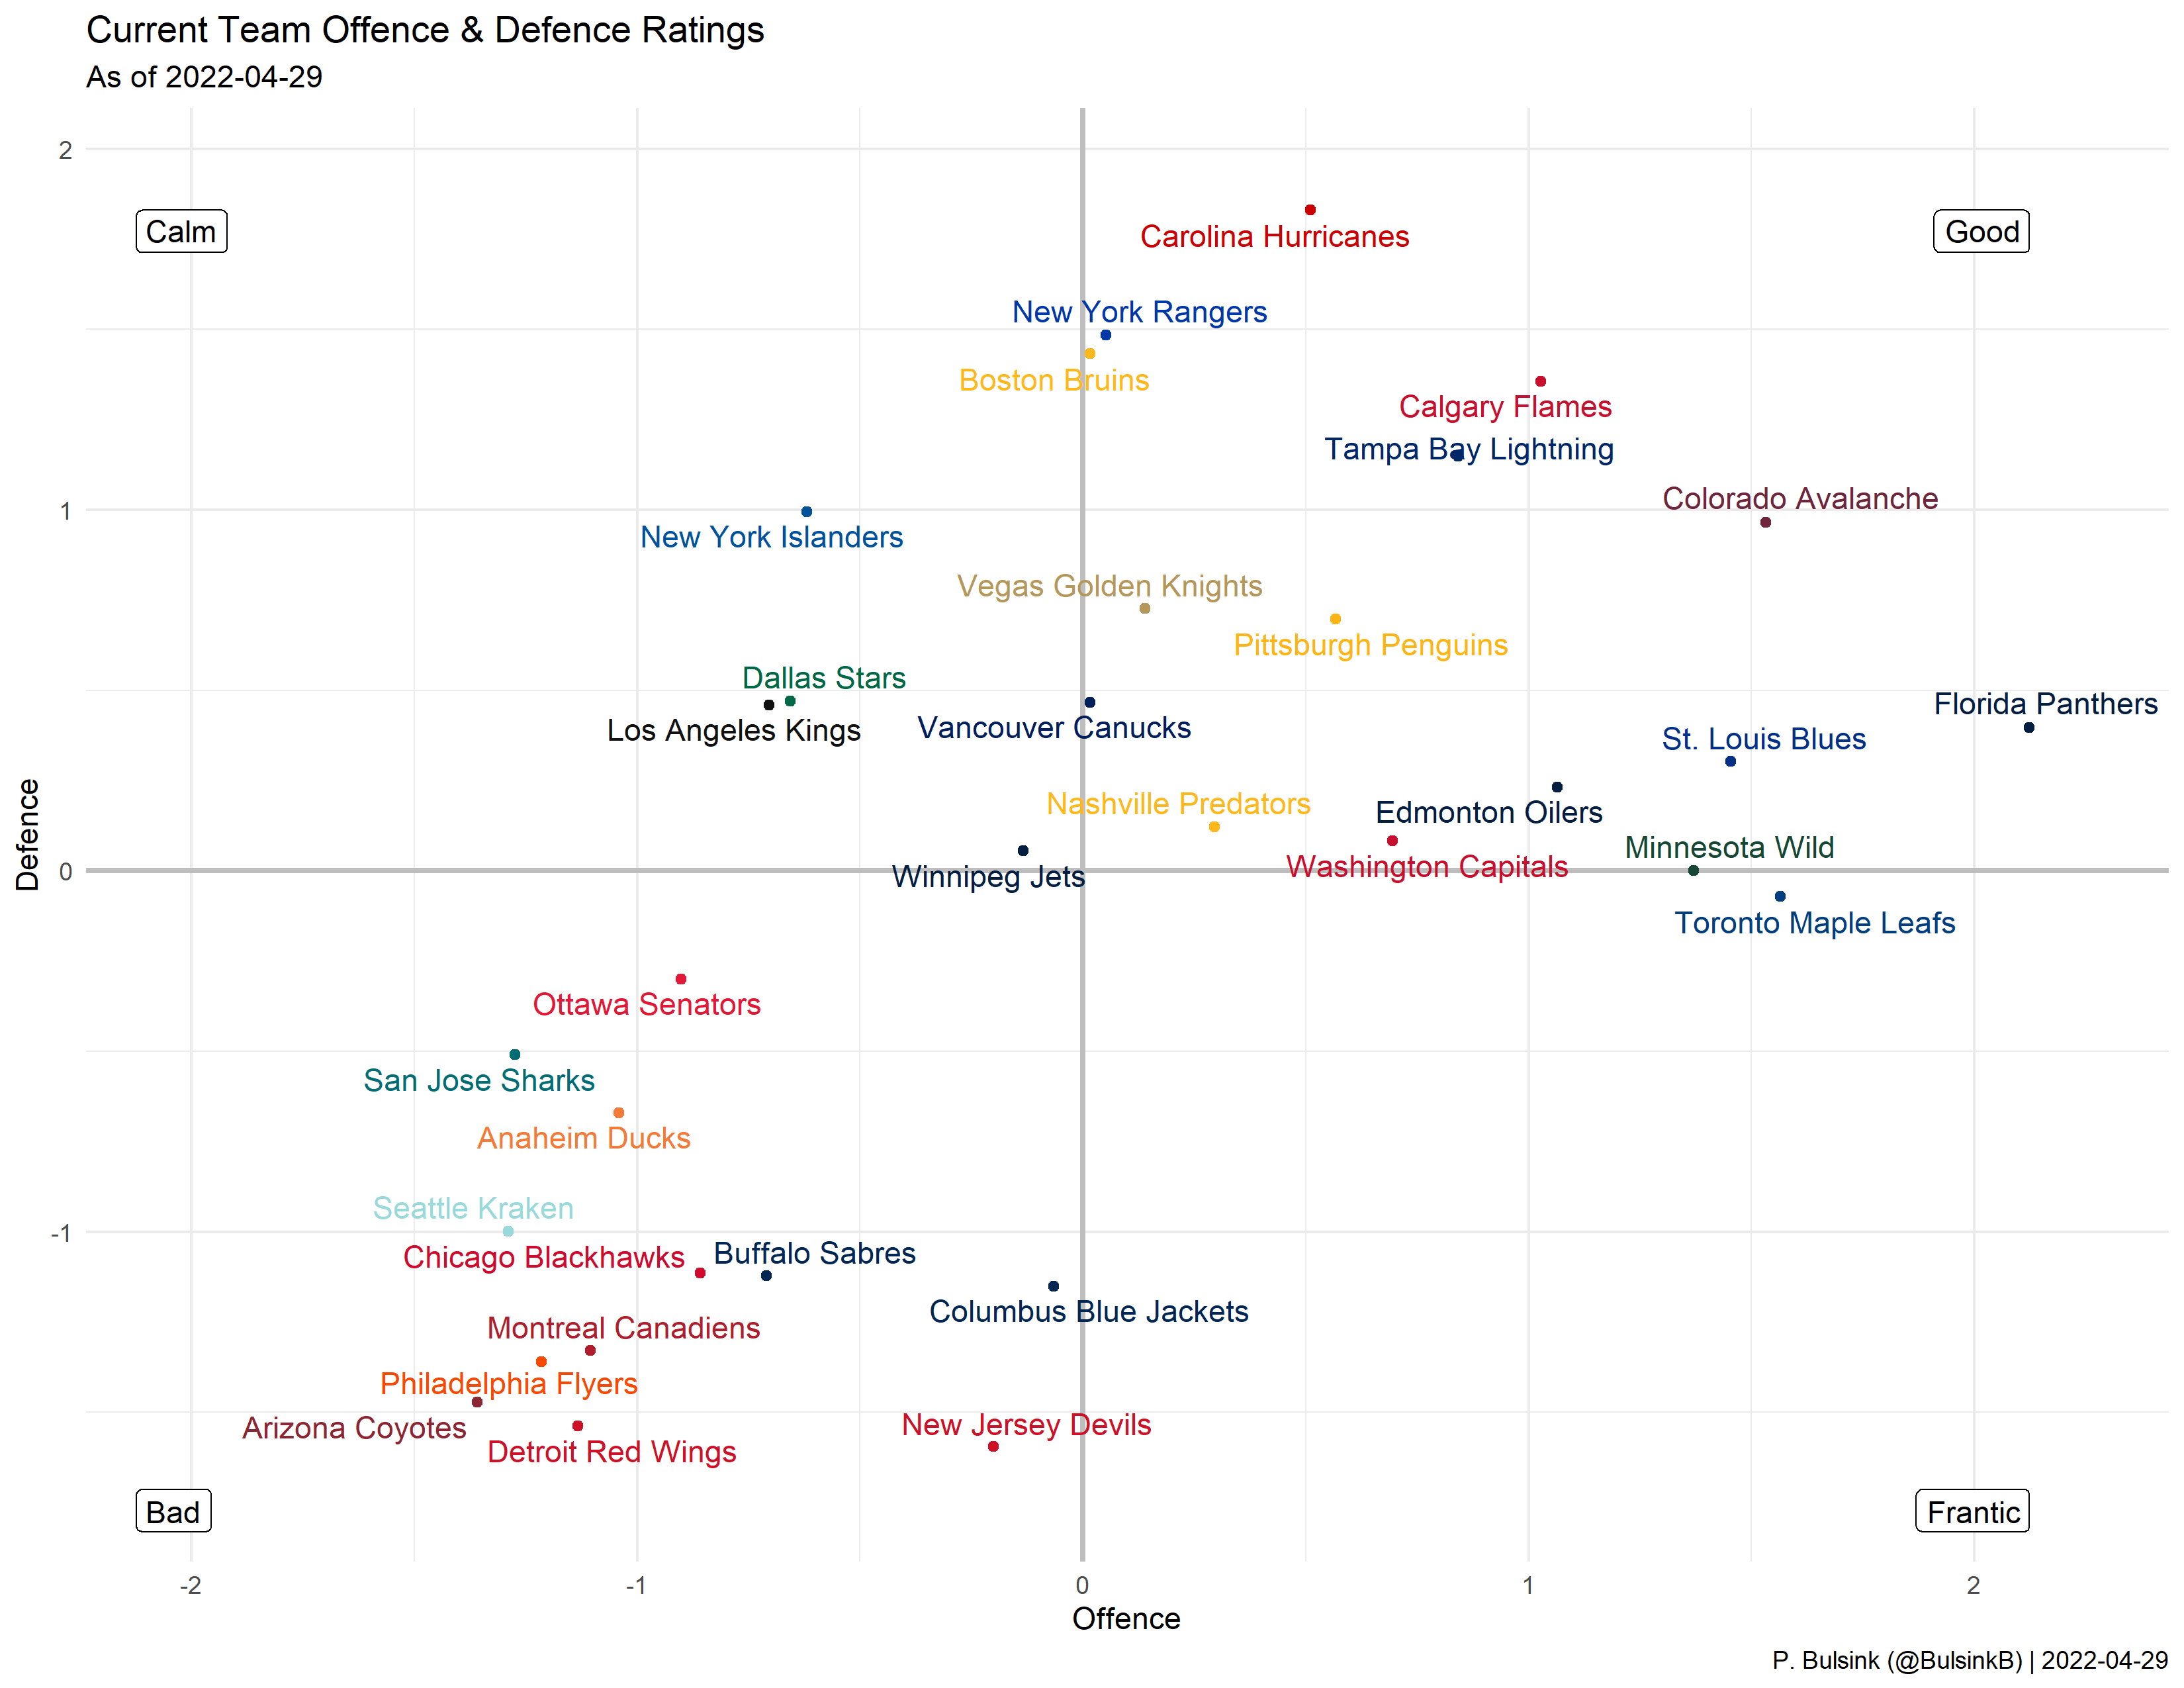 Current Team Offence & Defence Ratings
As of 2022-04-29
2
Calm
Good
Carolina Hurricanes
New York Rangers
Boston Bruins
Calgary Flames
Tampa Bay Lightning
Colorado Avalanche
1
New York Islanders
Vegas Golden Knights
Pittsburgh Penguins
Dallas Stars
Los Angeles Kings
Vancouver Canucks
Florida Panthers
St. Louis Blues
Nashville Predators
Edmonton Oilers
Defence
Minnesota Wild
0
Winnipeg Jets
Washington Capitals
Toronto Maple Leafs
Ottawa Senators
San Jose Sharks
Anaheim Ducks
Seattle Kraken
-1
Chicago Blackhawks
Buffalo Sabres
Columbus Blue Jackets
Montreal Canadiens
Philadelphia Flyers
Arizona Coyotes
New Jersey Devils
Detroit Red Wings
Bad
Frantic
-2
-1
0
1
2
Offence
P. Bulsink (@BulsinkB) | 2022-04-29